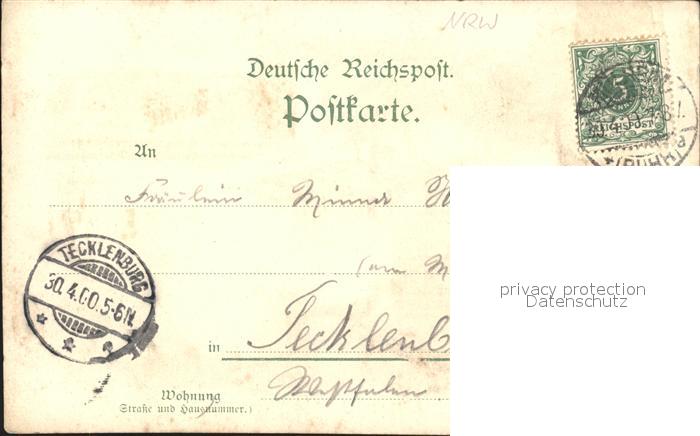 NRW
Deutsche Reichspost.
Postkarte.
5
REICHSPOST
An
Fräulein Minna
privacy protection
Datenschutz
TECKLENBURG
30.4.00.5-6N.
in Tecklenb
Westfalen
Wohnung
(Straße und Hausnummer.)